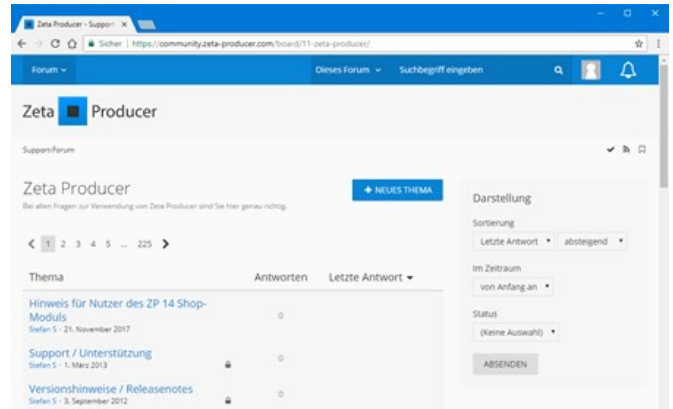 Zeta Producer - Support
Sicher | https://community.zeta-producer.com/board/11-zeta-producer/
Forum
Dieses Forum Suchbegriff eingeben
Zeta Producer
Support-Forum
Zeta Producer
+ NEUES THEMA
Bei allen Fragen zur Verwendung von Zeta Producer sind Sie hier genau richtig.
1 2 3 4 5 ... 225
Thema Antworten Letzte Antwort
Hinweis für Nutzer des ZP 14 Shop-
Moduls
Stefan S - 21. November 2017
0
Support / Unterstützung
Stefan S - 1. März 2013
0
Versionshinweise / Releasenotes
Stefan S - 3. September 2012
0
Darstellung
Sortierung
Letzte Antwort absteigend
Im Zeitraum
von Anfang an
Status
(Keine Auswahl)
ABSENDEN